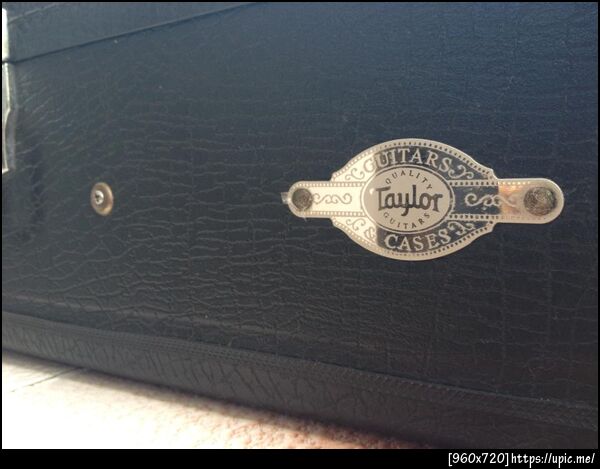 GUITARS
QUALITY
Taylor
GUITARS
& CASES
[960x720]https://upic.me/